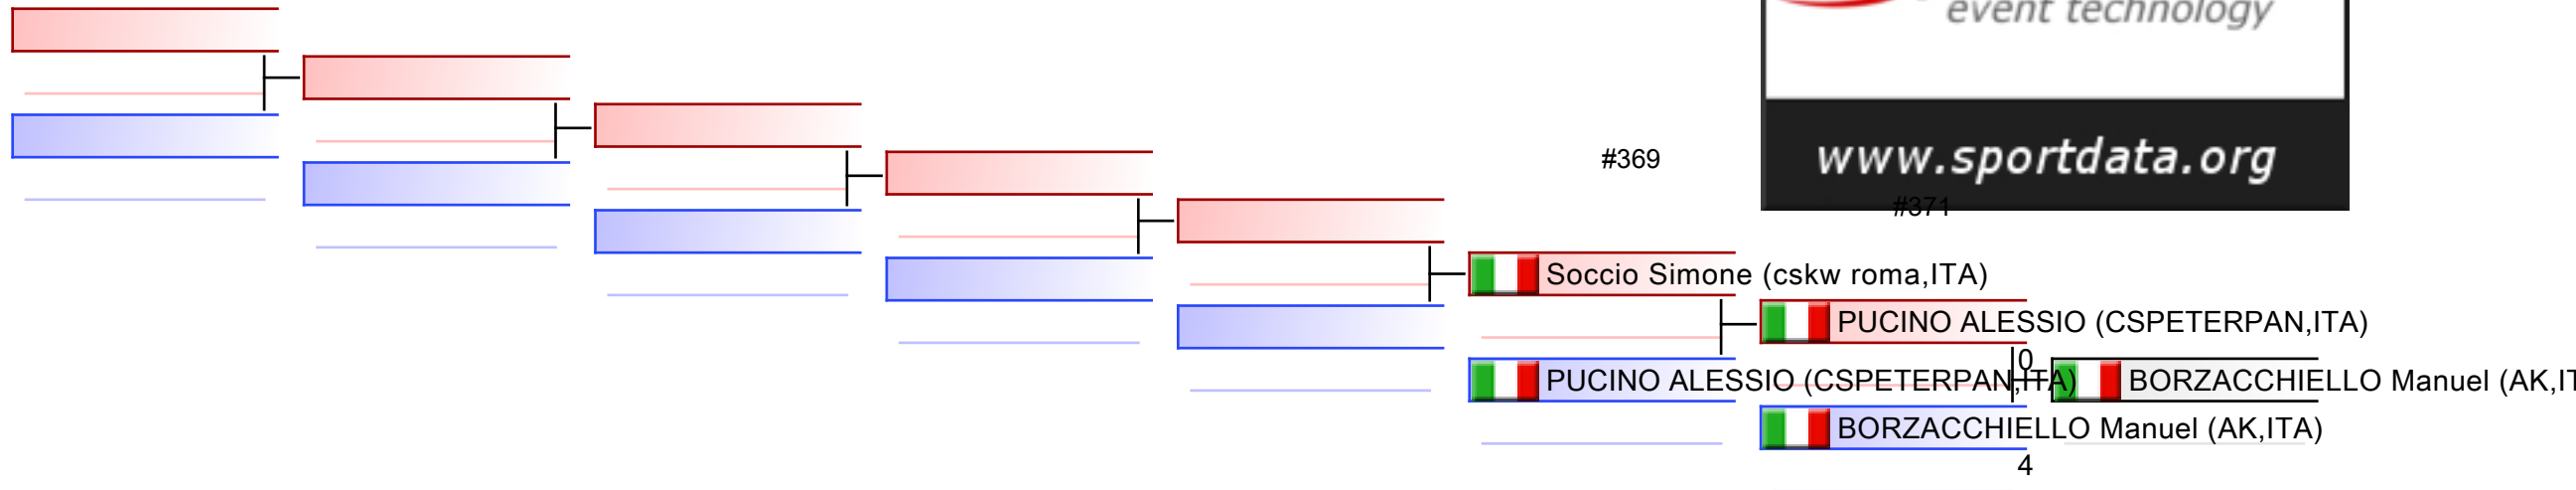 event technology
www.sportdata.org
#369
#371
Soccio Simone (cskw roma,ITA)
PUCINO ALESSIO (CSPETERPAN,ITA)
0
PUCINO ALESSIO (CSPETERPAN,ITA)
BORZACCHIELLO Manuel (AK,IT
BORZACCHIELLO Manuel (AK,ITA)
4